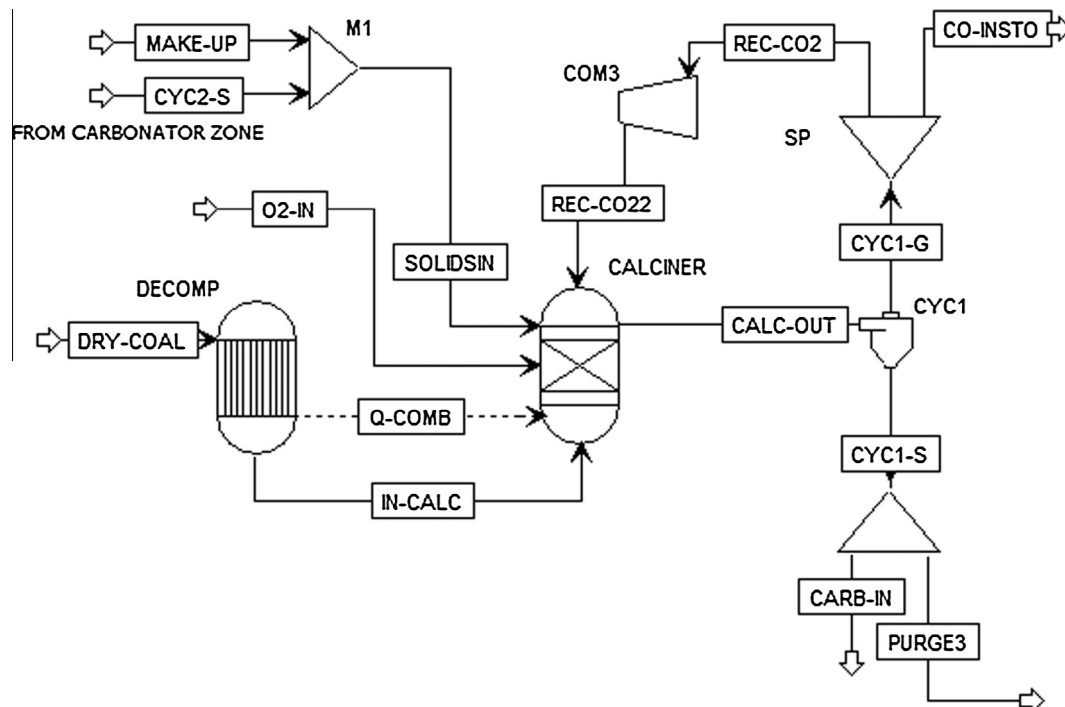 MAKE-UP
M1
REC-CO2
CO-INSTO
COM3
CYC2-S
FROM CARBONATOR ZONE
SP
REC-CO22
O2-IN
CYC1-G
SOLIDSIN
CALCINER
DECOMP
CALC-OUT
CYC1
DRY-COAL
Q-COMB
CYC1-S
IN-CALC
CARB-IN
PURGE3